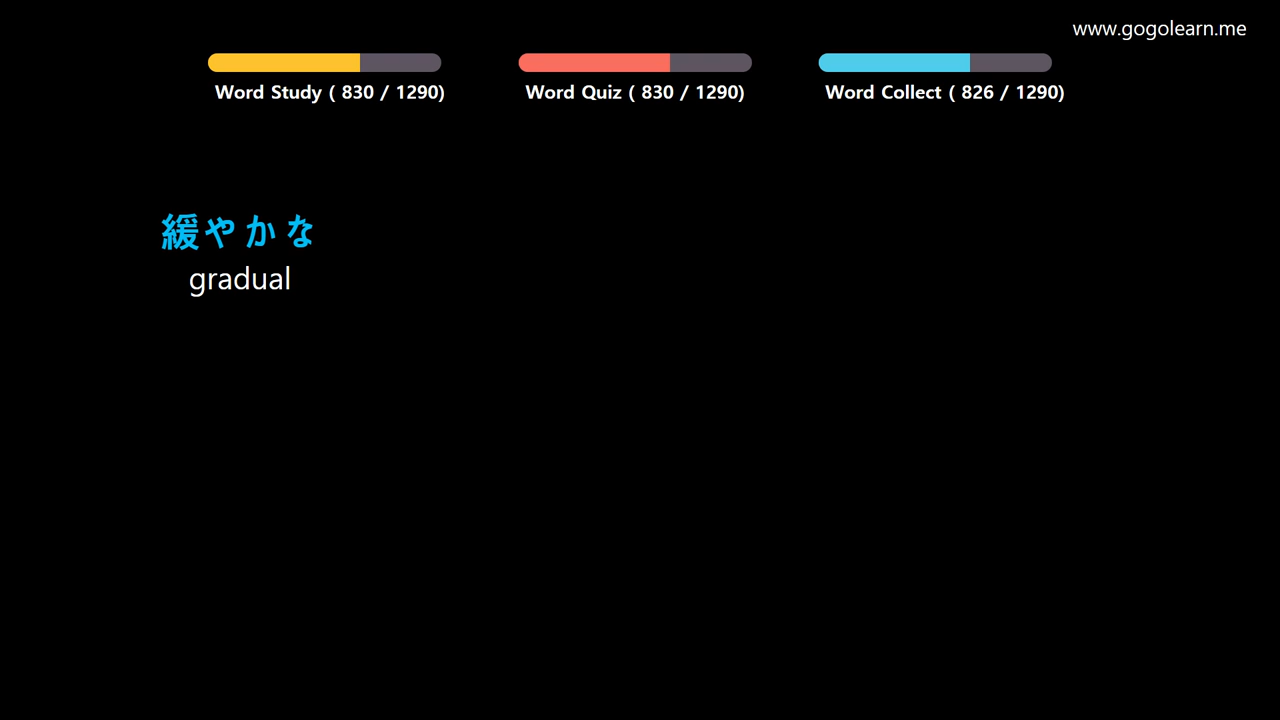 www.gogolearn.me
Word Study ( 830 / 1290)
Word Quiz ( 830 / 1290)
Word Collect ( 826 / 1290)
緩やかな
gradual